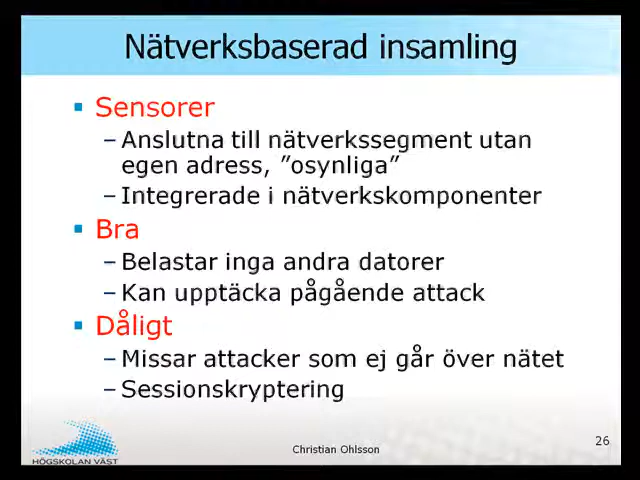 Nätverksbaserad insamling
Sensorer
– Anslutna till nätverkssegment utan
egen adress, ”osynliga”
– Integrerade i nätverkskomponenter
Bra
– Belastar inga andra datorer
– Kan upptäcka pågående attack
Dåligt
– Missar attacker som ej går över nätet
– Sessionskryptering
HÖGSKOLAN VÄST
Christian Ohlsson
26